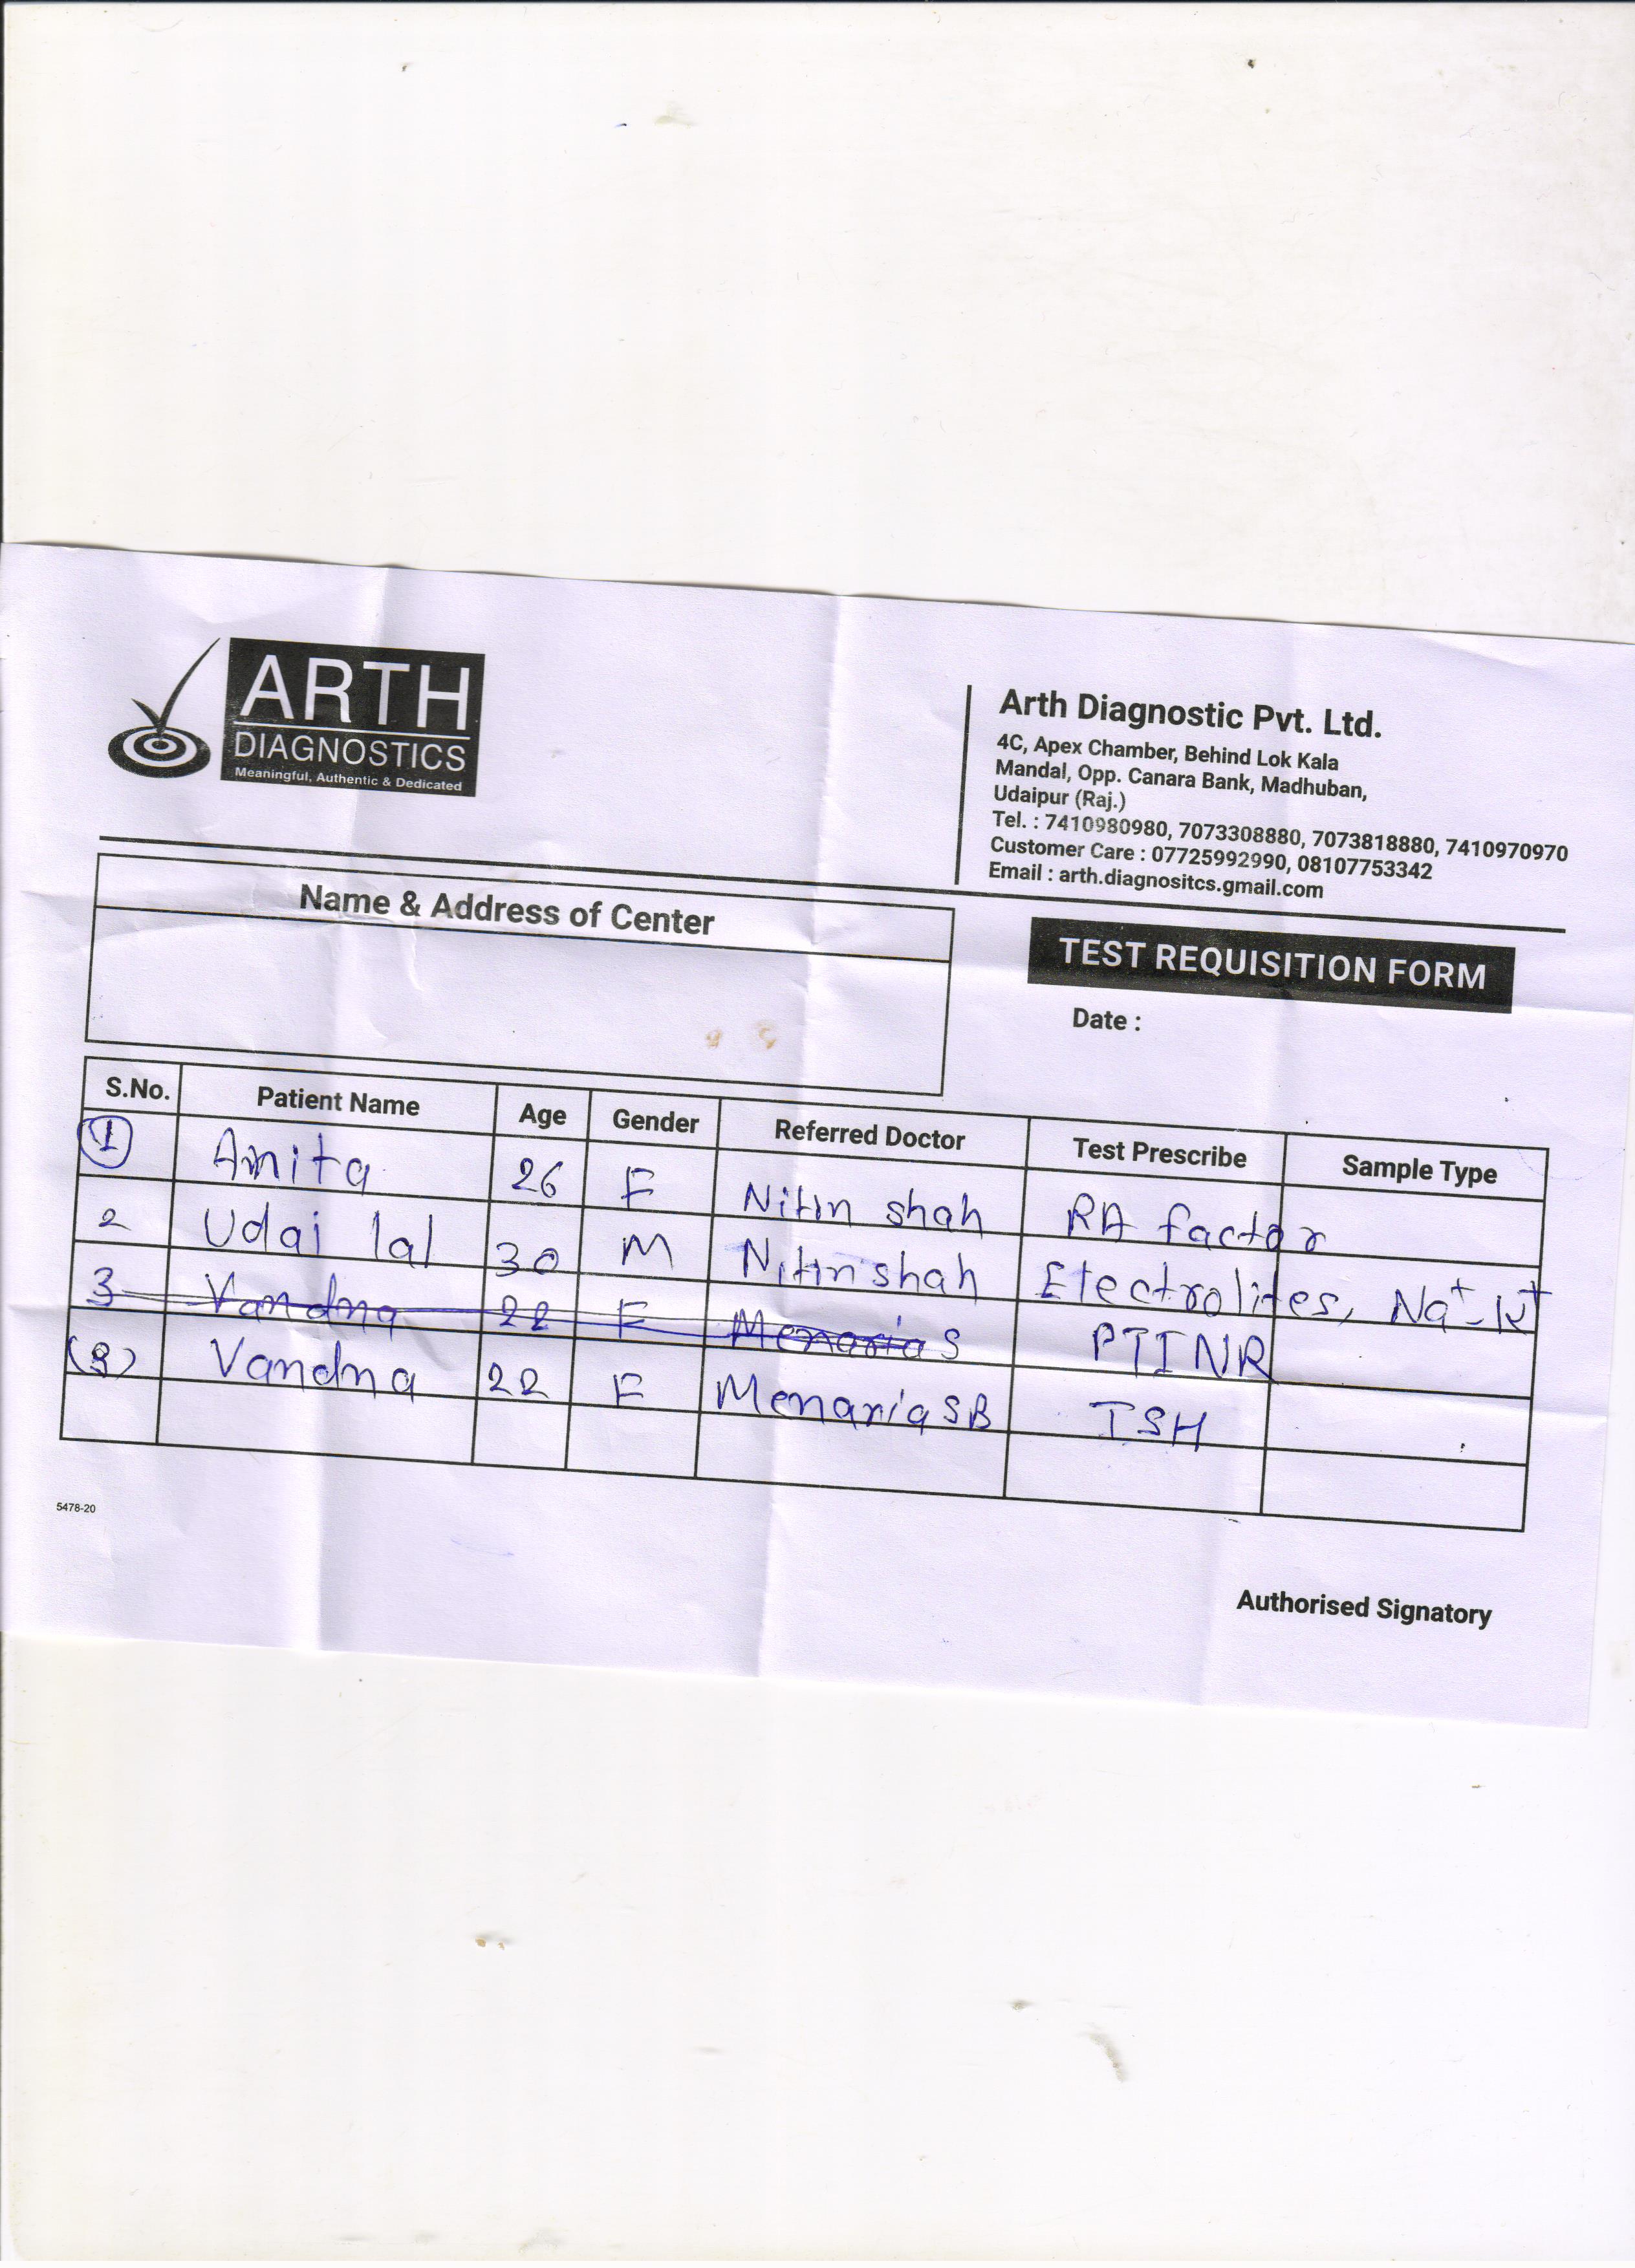 ARTH
DIAGNOSTICS
Meaningful, Authentic & Dedicated
Arth Diagnostic Pvt. Ltd.
4C, Apex Chamber, Behind Lok Kala
Mandal, Opp. Canara Bank, Madhuban,
Udaipur (Raj.)
Tel. : 7410980980, 7073308880, 7073818880, 7410970970
Customer Care : 07725992990, 08107753342
Email : arth.diagnositcs.gmail.com
Name & Address of Center
TEST REQUISITION FORM
Date :
S.No. Patient Name Age Gender Referred Doctor Test Prescribe Sample Type
1 Amita 26 F Nitin shah RA factor
2 Udai lal 30 M Nitin shah Electrolites, Na+ - K+
3 Vandna 22 F Menaria S PTINR
(3) Vandna 22 F Menaria SB TSH
5478-20
Authorised Signatory